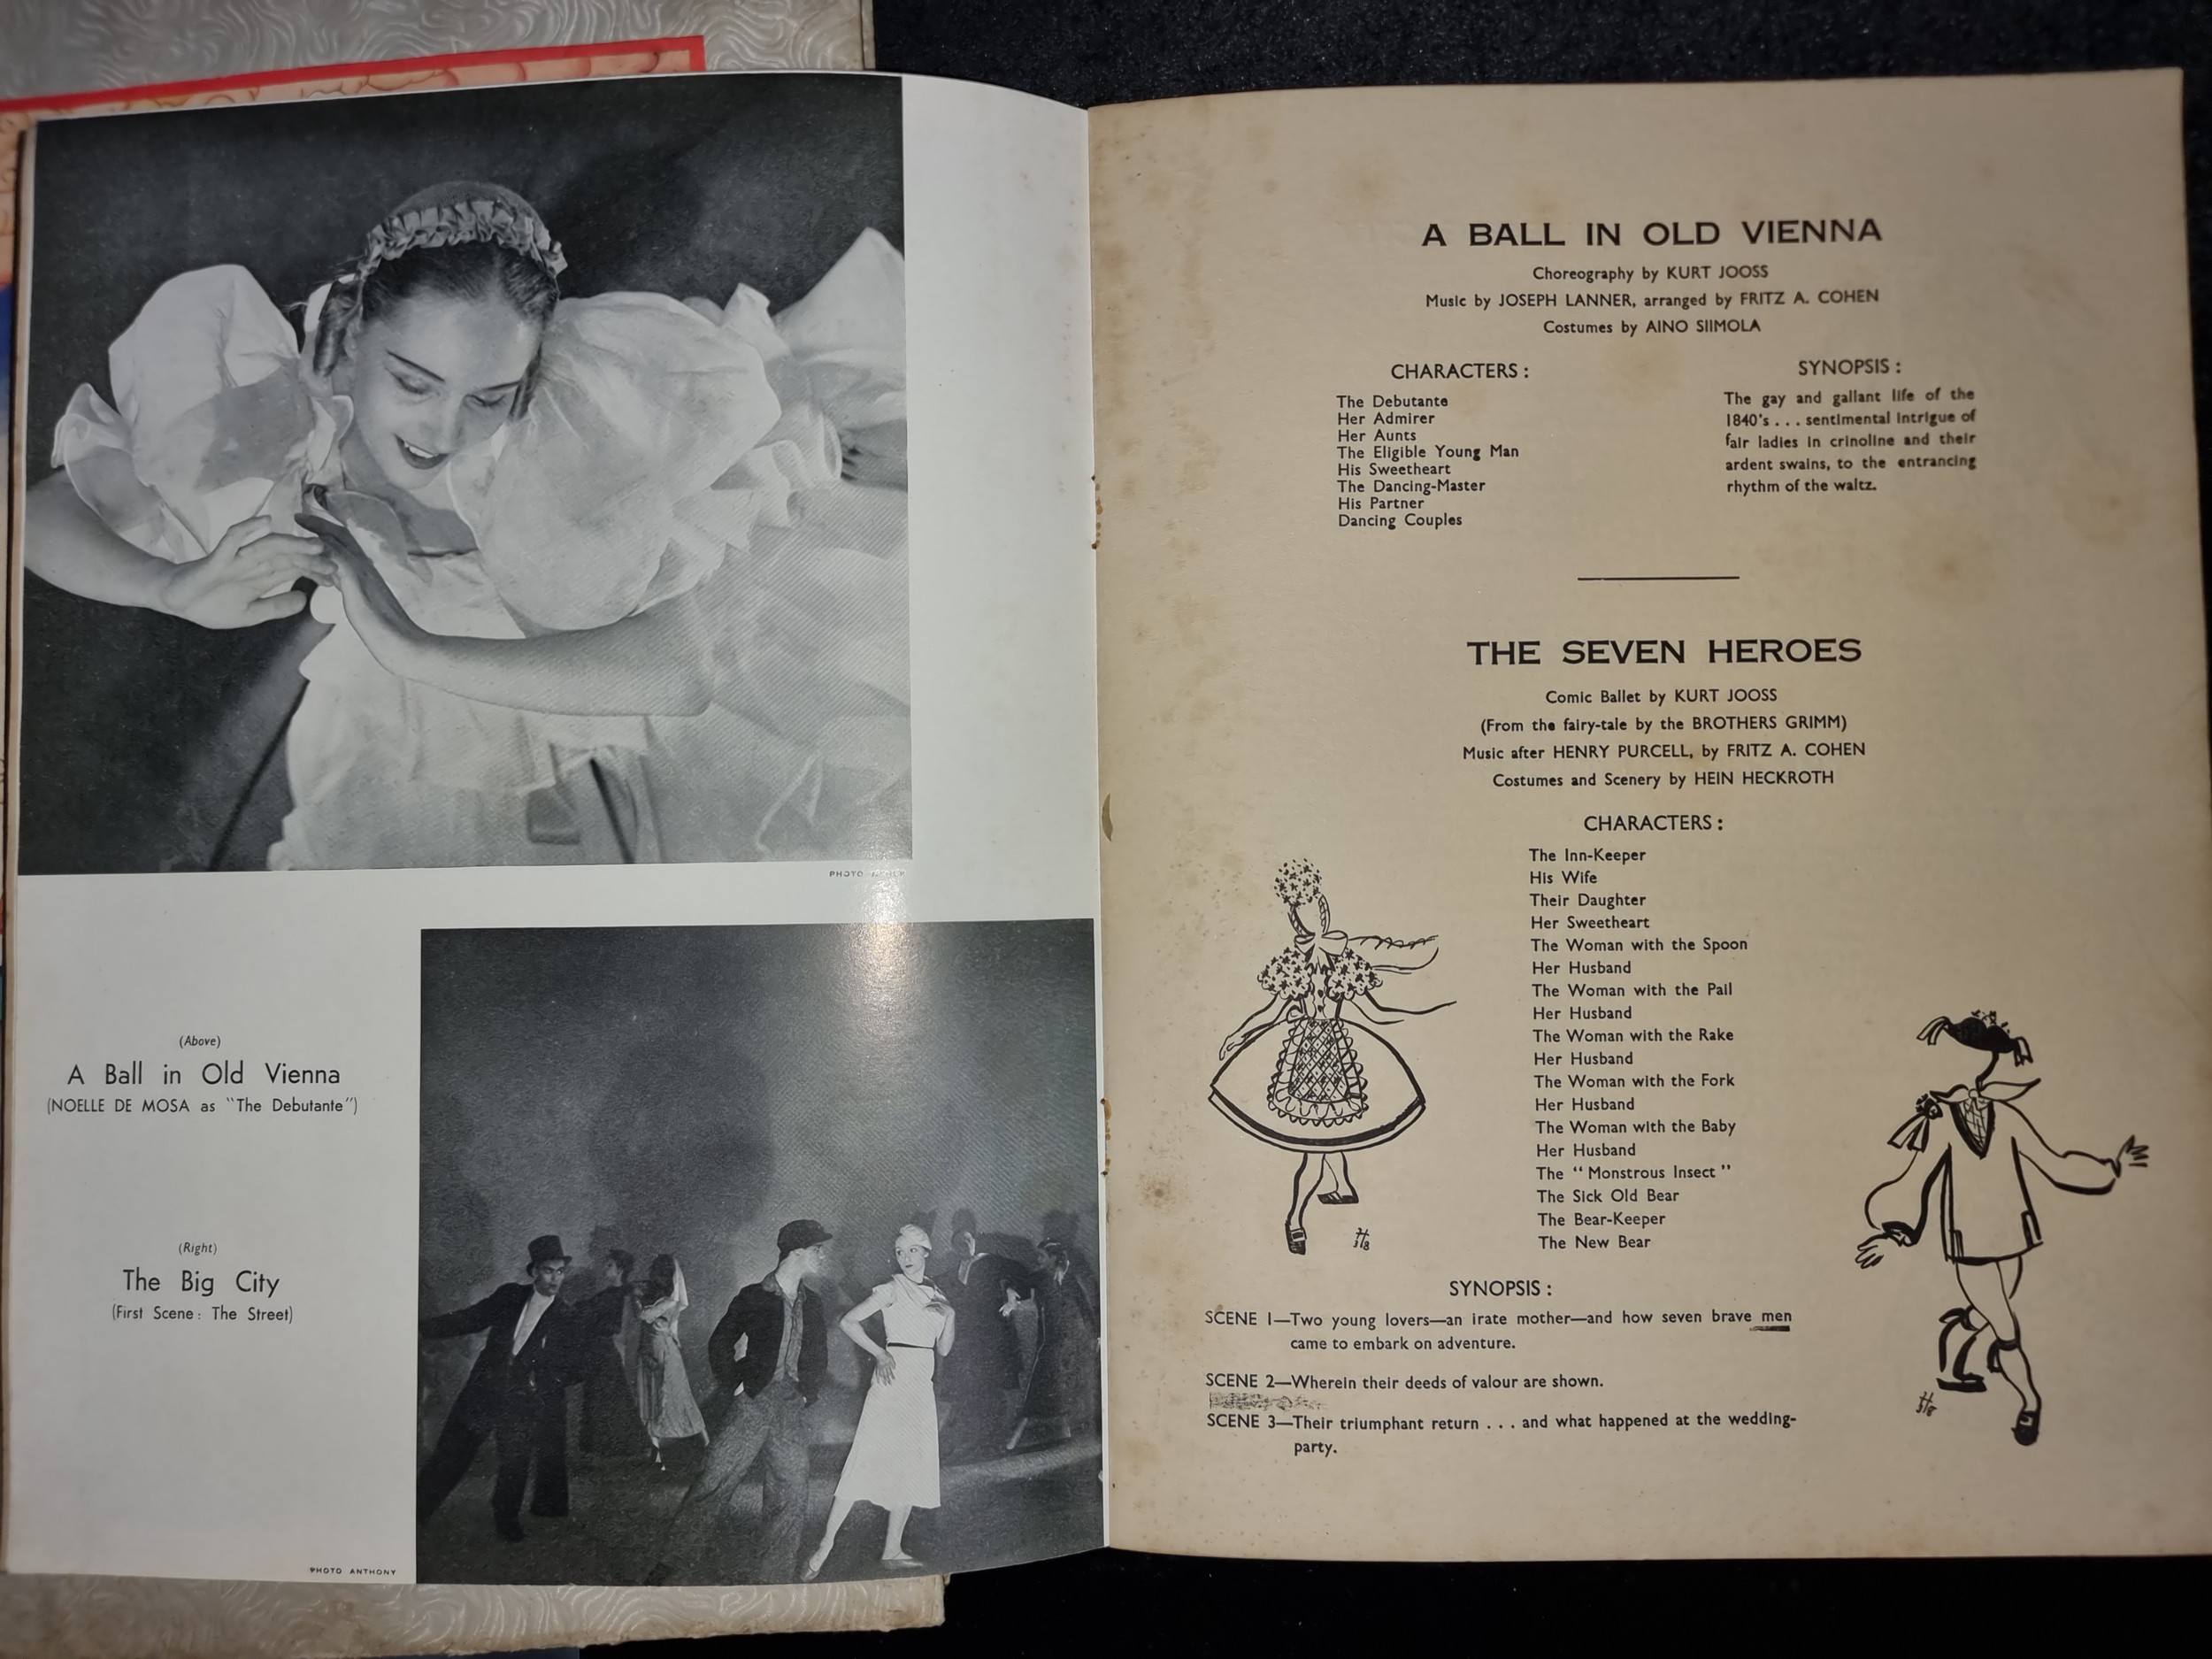 PHOTO
(Above)
A Ball in Old Vienna
(NOELLE DE MOSA as "The Debutante")
(Right)
The Big City
(First Scene: The Street)
PHOTO ANTHONY
A BALL IN OLD VIENNA
Choreography by KURT JOOSS
Music by JOSEPH LANNER, arranged by FRITZ A. COHEN
Costumes by AINO SIIMOLA
CHARACTERS :
The Debutante
Her Admirer
Her Aunts
The Eligible Young Man
His Sweetheart
The Dancing-Master
His Partner
Dancing Couples
SYNOPSIS :
The gay and gallant life of the
1840's . . . sentimental intrigue of
fair ladies in crinoline and their
ardent swains, to the entrancing
rhythm of the waltz.
THE SEVEN HEROES
Comic Ballet by KURT JOOSS
(From the fairy-tale by the BROTHERS GRIMM)
Music after HENRY PURCELL, by FRITZ A. COHEN
Costumes and Scenery by HEIN HECKROTH
CHARACTERS :
The Inn-Keeper
His Wife
Their Daughter
Her Sweetheart
The Woman with the Spoon
Her Husband
The Woman with the Pail
Her Husband
The Woman with the Rake
Her Husband
The Woman with the Fork
Her Husband
The Woman with the Baby
Her Husband
The "Monstrous Insect"
The Sick Old Bear
The Bear-Keeper
The New Bear
SYNOPSIS :
SCENE 1—Two young lovers—an irate mother—and how seven brave men
came to embark on adventure.
SCENE 2—Wherein their deeds of valour are shown.
SCENE 3—Their triumphant return . . . and what happened at the wedding-
party.